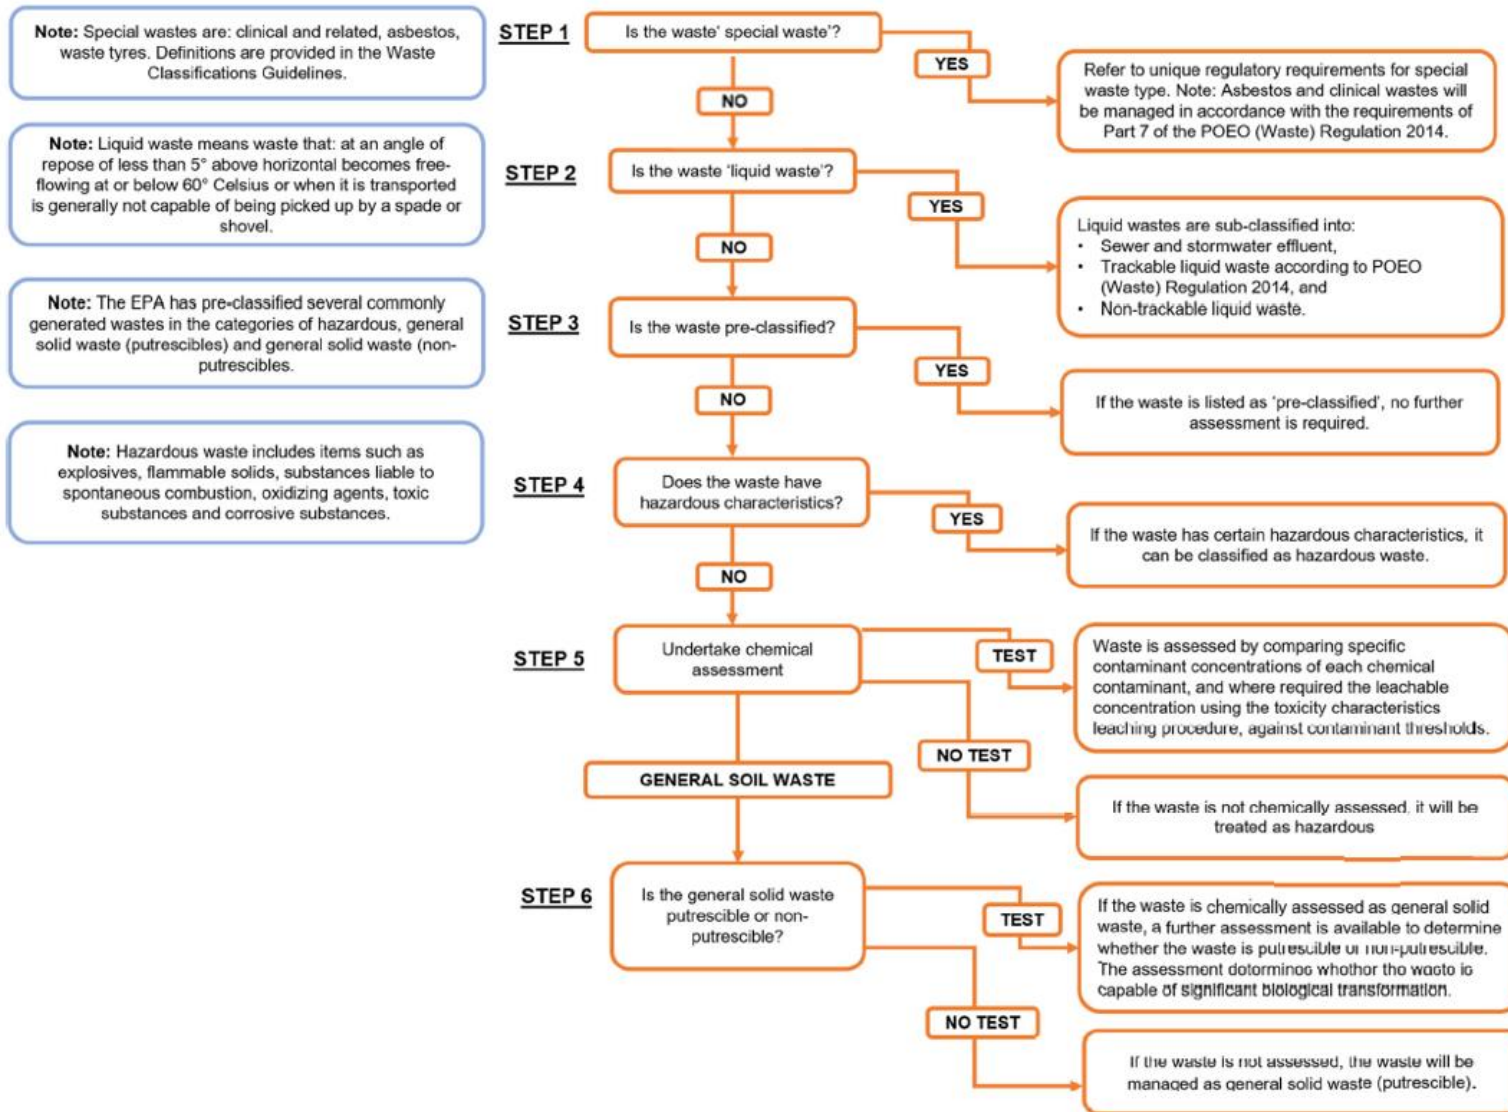 Note: Special wastes are: clinical and related, asbestos,
waste tyres. Definitions are provided in the Waste
Classifications Guidelines.
Note: Liquid waste means waste that: at an angle of
repose of less than 5° above horizontal becomes free-
flowing at or below 60° Celsius or when it is transported
is generally not capable of being picked up by a spade or
shovel.
Note: The EPA has pre-classified several commonly
generated wastes in the categories of hazardous, general
solid waste (putrescibles) and general solid waste (non-
putrescibles.
Note: Hazardous waste includes items such as
explosives, flammable solids, substances liable to
spontaneous combustion, oxidizing agents, toxic
substances and corrosive substances.
STEP 1
Is the waste‘ special waste’?
YES
Refer to unique regulatory requirements for special
waste type. Note: Asbestos and clinical wastes will
be managed in accordance with the requirements of
Part 7 of the POEO (Waste) Regulation 2014.
NO
STEP 2
Is the waste ‘liquid waste’?
YES
Liquid wastes are sub-classified into:
• Sewer and stormwater effluent,
• Trackable liquid waste according to POEO
(Waste) Regulation 2014, and
• Non-trackable liquid waste.
NO
STEP 3
Is the waste pre-classified?
YES
If the waste is listed as ‘pre-classified’, no further
assessment is required.
NO
STEP 4
Does the waste have
hazardous characteristics?
YES
If the waste has certain hazardous characteristics, it
can be classified as hazardous waste.
NO
STEP 5
Undertake chemical
assessment
TEST
Waste is assessed by comparing specific
contaminant concentrations of each chemical
contaminant, and where required the leachable
concentration using the toxicity characteristics
leaching procedure, against contaminant thresholds.
NO TEST
If the waste is not chemically assessed, it will be
treated as hazardous
GENERAL SOIL WASTE
STEP 6
Is the general solid waste
putrescible or non-
putrescible?
TEST
If the waste is chemically assessed as general solid
waste, a further assessment is available to determine
whether the waste is putrescible or non-putrescible.
The assessment determines whether the waste is
capable of significant biological transformation.
NO TEST
If the waste is not assessed, the waste will be
managed as general solid waste (putrescible).